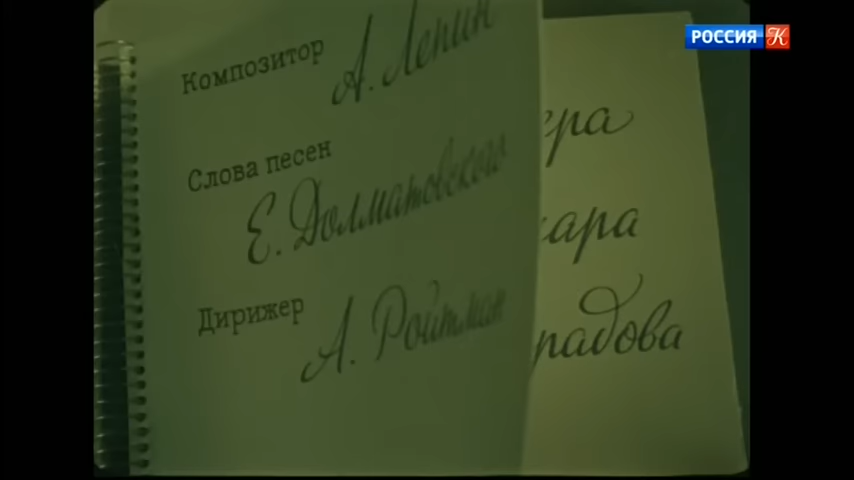 РОССИЯ К
Композитор
А. Лепин
Слова песен
Е. Долматовского
Дирижер
А. Ройтман